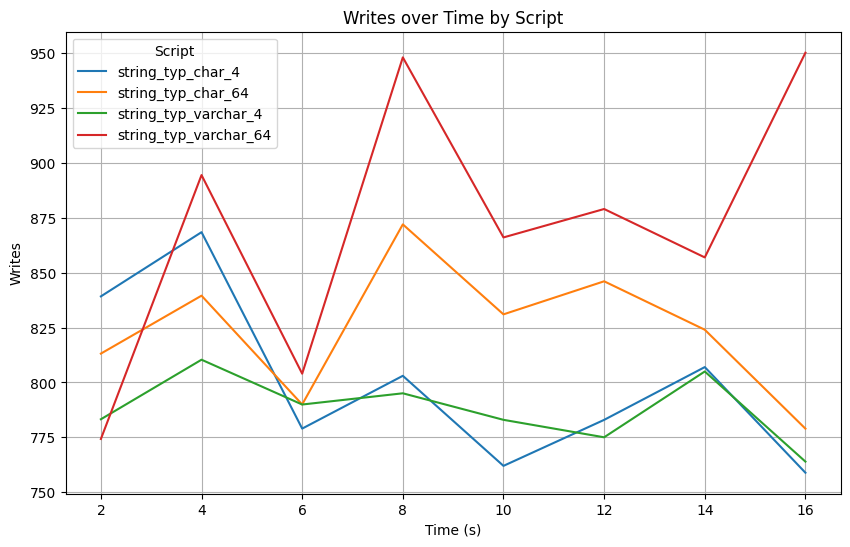 Writes over Time by Script
Script
string_typ_char_4
string_typ_char_64
string_typ_varchar_4
string_typ_varchar_64
950
925
900
875
850
825
800
775
750
Writes
2 4 6 8 10 12 14 16
Time (s)